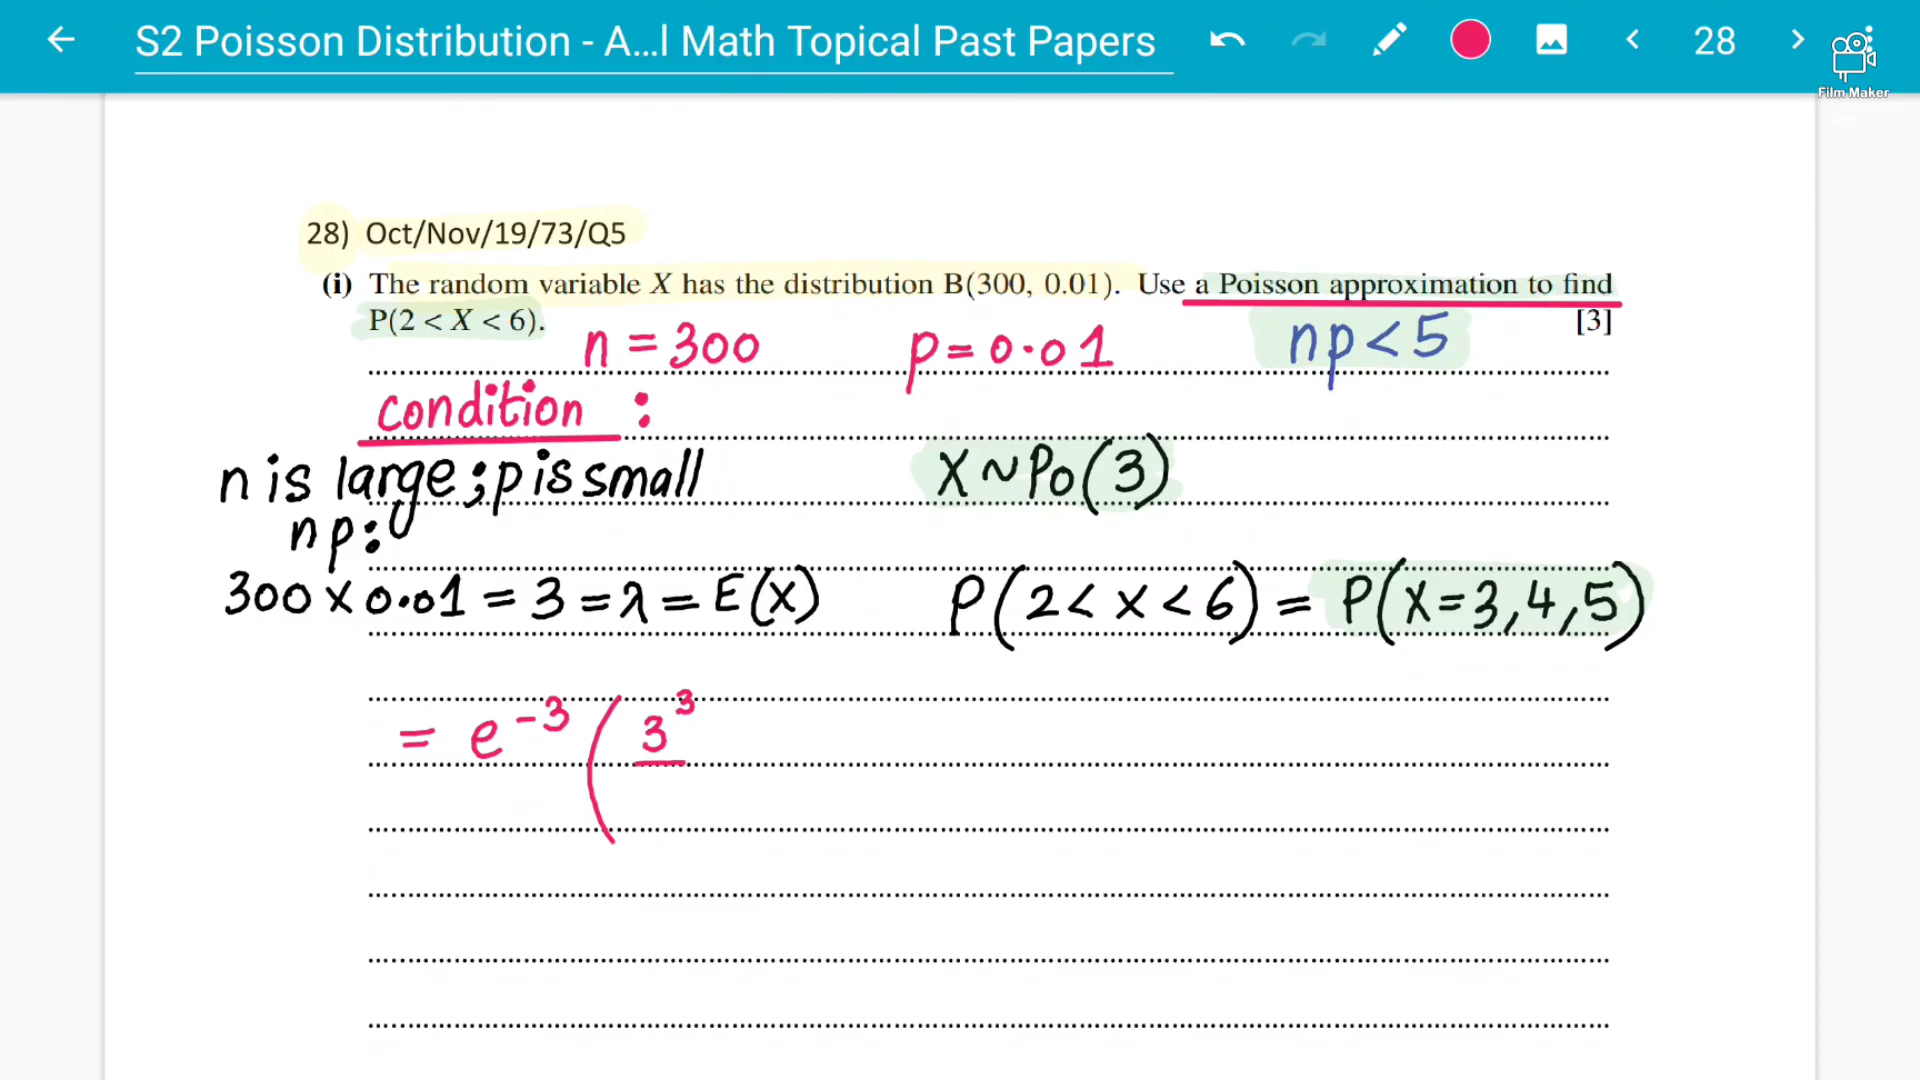 S2 Poisson Distribution - A...l Math Topical Past Papers 28
Film Maker
28) Oct/Nov/19/73/Q5
(i) The random variable X has the distribution B(300, 0.01). Use a Poisson approximation to find
P(2 < X < 6). [3]
n = 300 p = 0.01 np < 5
condition :
n is large ; p is small X ~ Po(3)
np:
300 x 0.01 = 3 = λ = E(X) P(2 < x < 6) = P(X = 3, 4, 5)
= e⁻³ ( 3³